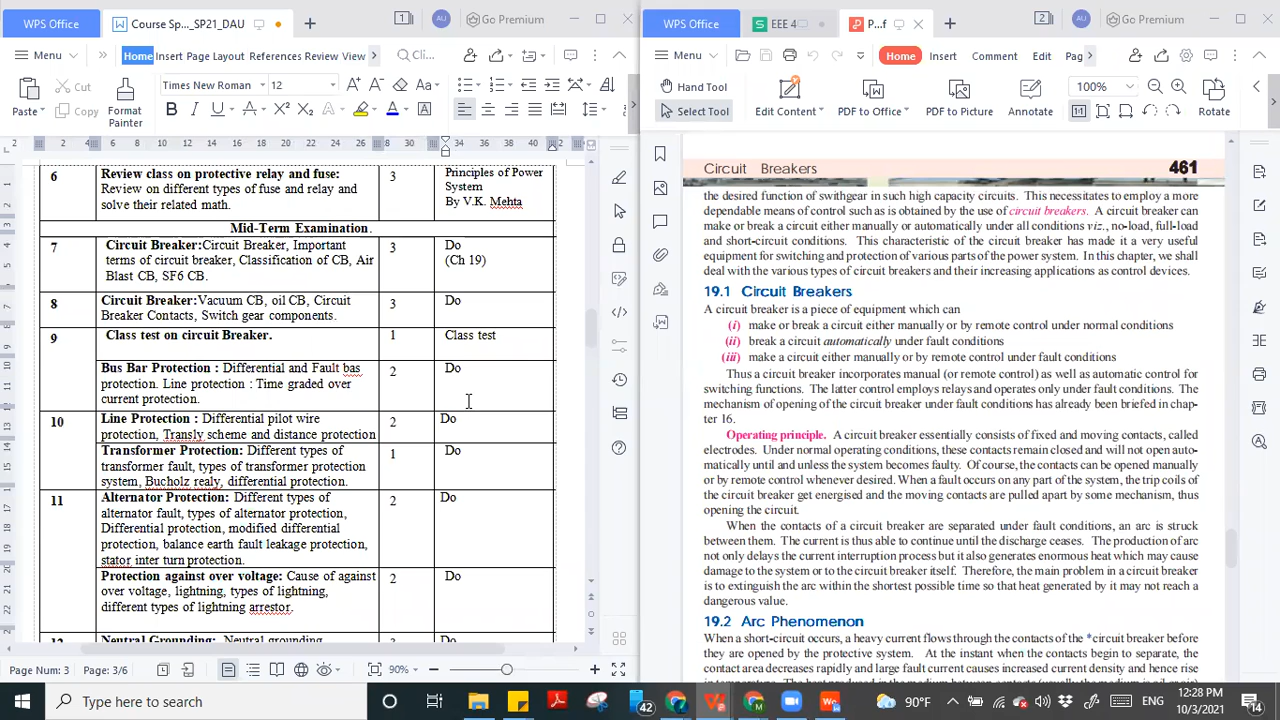 WPS Office
Course Sp...._SP21_DAU
1
AU
Go Premium
Menu
Home Insert Page Layout References Review View
Cli...
Paste
Cut
Copy
Format
Painter
Times New Roman
12
6
Review class on protective relay and fuse:
Review on different types of fuse and relay and
solve their related math.
3
Principles of Power
System
By V.K. Mehta
Mid-Term Examination.
7
Circuit Breaker:Circuit Breaker, Important
terms of circuit breaker, Classification of CB, Air
Blast CB, SF6 CB.
3
Do
(Ch 19)
8
Circuit Breaker:Vacuum CB, oil CB, Circuit
Breaker Contacts, Switch gear components.
3
Do
9
Class test on circuit Breaker.
1
Class test
Bus Bar Protection : Differential and Fault bas
protection. Line protection : Time graded over
current protection.
2
Do
10
Line Protection : Differential pilot wire
protection, Transly scheme and distance protection
2
Do
Transformer Protection: Different types of
transformer fault, types of transformer protection
system, Bucholz realy, differential protection.
1
Do
11
Alternator Protection: Different types of
alternator fault, types of alternator protection,
Differential protection, modified differential
protection, balance earth fault leakage protection,
stator inter turn protection.
2
Do
Protection against over voltage: Cause of against
over voltage, lightning, types of lightning,
different types of lightning arrestor.
2
Do
12
Neutral Grounding: Neutral grounding
3
Do
Page Num: 3 Page: 3/6
90%
WPS Office
EEE 4
P...f
2
AU
Go Premium
Menu
Home
Insert
Comment
Edit
Pag
Hand Tool
Select Tool
Edit Content
PDF to Office
PDF to Picture
Annotate
100%
Rotate
Circuit Breakers
461
the desired function of swithgear in such high capacity circuits. This necessitates to employ a more
dependable means of control such as is obtained by the use of circuit breakers. A circuit breaker can
make or break a circuit either manually or automatically under all conditions viz., no-load, full-load
and short-circuit conditions. This characteristic of the circuit breaker has made it a very useful
equipment for switching and protection of various parts of the power system. In this chapter, we shall
deal with the various types of circuit breakers and their increasing applications as control devices.
19.1 Circuit Breakers
A circuit breaker is a piece of equipment which can
(i) make or break a circuit either manually or by remote control under normal conditions
(ii) break a circuit automatically under fault conditions
(iii) make a circuit either manually or by remote control under fault conditions
Thus a circuit breaker incorporates manual (or remote control) as well as automatic control for
switching functions. The latter control employs relays and operates only under fault conditions. The
mechanism of opening of the circuit breaker under fault conditions has already been briefed in chap-
ter 16.
Operating principle. A circuit breaker essentially consists of fixed and moving contacts, called
electrodes. Under normal operating conditions, these contacts remain closed and will not open auto-
matically until and unless the system becomes faulty. Of course, the contacts can be opened manually
or by remote control whenever desired. When a fault occurs on any part of the system, the trip coils of
the circuit breaker get energised and the moving contacts are pulled apart by some mechanism, thus
opening the circuit.
When the contacts of a circuit breaker are separated under fault conditions, an arc is struck
between them. The current is thus able to continue until the discharge ceases. The production of arc
not only delays the current interruption process but it also generates enormous heat which may cause
damage to the system or to the circuit breaker itself. Therefore, the main problem in a circuit breaker
is to extinguish the arc within the shortest possible time so that heat generated by it may not reach a
dangerous value.
19.2 Arc Phenomenon
When a short-circuit occurs, a heavy current flows through the contacts of the *circuit breaker before
they are opened by the protective system. At the instant when the contacts begin to separate, the
contact area decreases rapidly and large fault current causes increased current density and hence rise
Type here to search
42
90°F
ENG
12:28 PM
10/3/2021
14